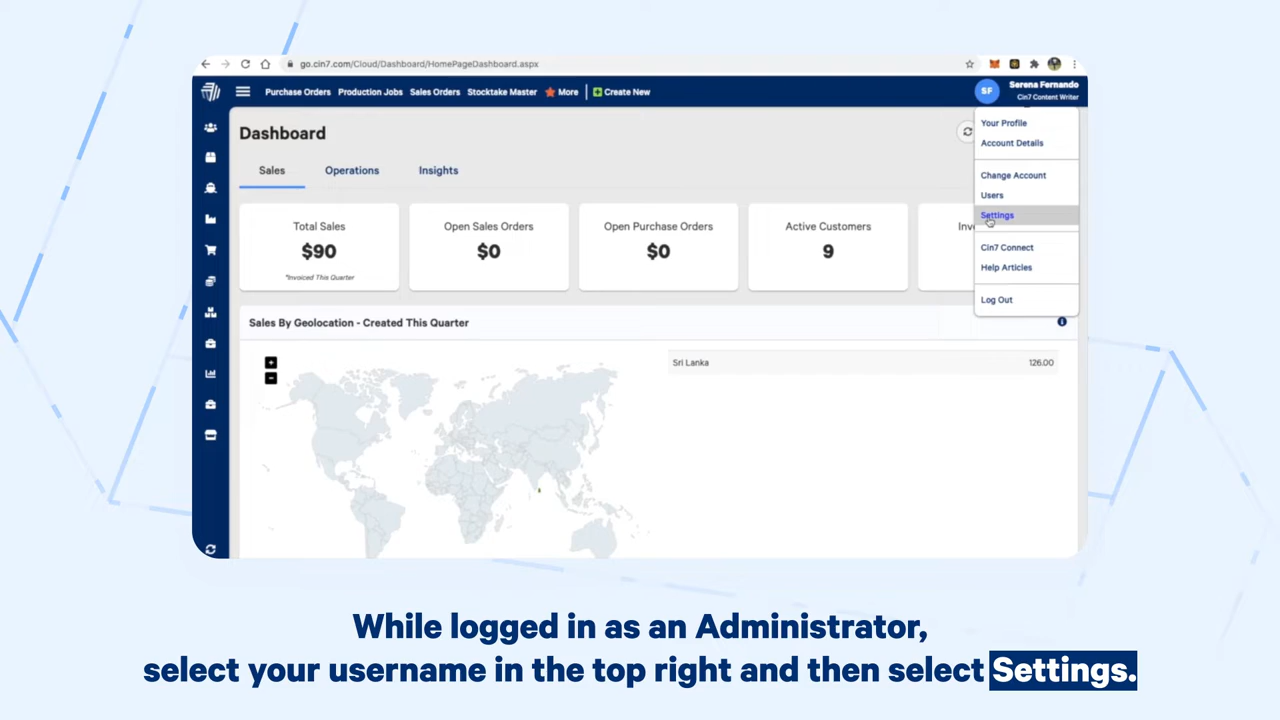 go.cin7.com/Cloud/Dashboard/HomePageDashboard.aspx
Purchase Orders Production Jobs Sales Orders Stocktake Master More Create New
SF
Serena Fernando
Cin7 Content Writer
Dashboard
Your Profile
Account Details
Change Account
Users
Settings
Cin7 Connect
Help Articles
Log Out
Sales Operations Insights
Total Sales
$90
*Invoiced This Quarter
Open Sales Orders
$0
Open Purchase Orders
$0
Active Customers
9
Sales By Geolocation - Created This Quarter
Sri Lanka 126.00
While logged in as an Administrator,
select your username in the top right and then select Settings.